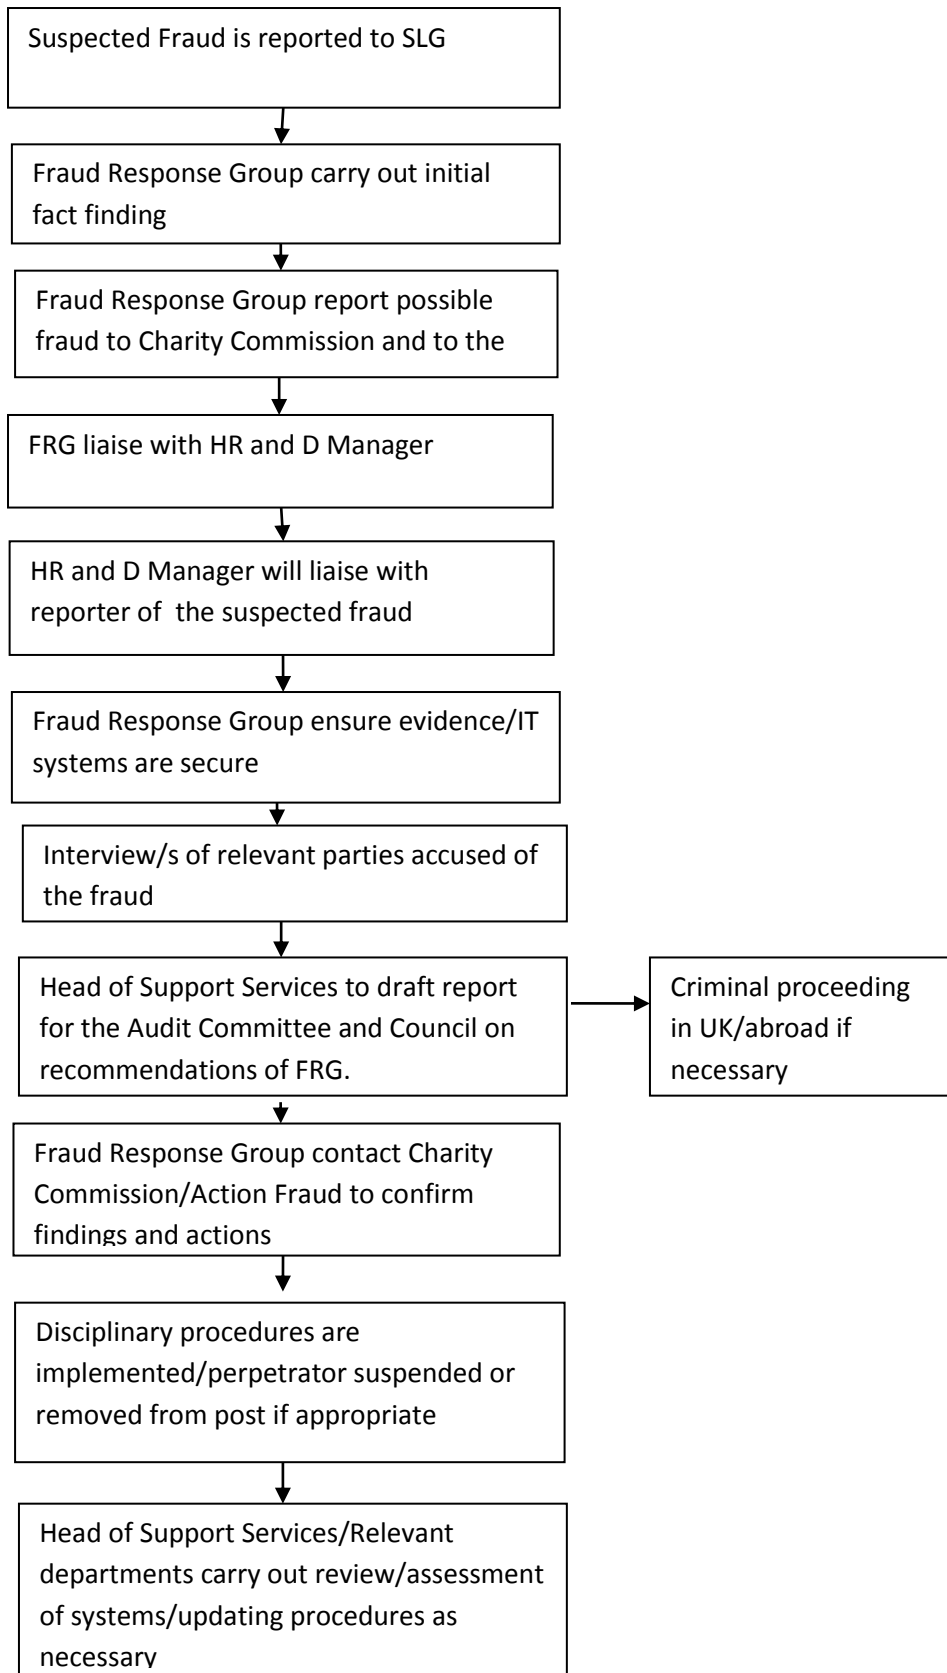 Suspected Fraud is reported to SLG
Fraud Response Group carry out initial
fact finding
Fraud Response Group report possible
fraud to Charity Commission and to the
FRG liaise with HR and D Manager
HR and D Manager will liaise with
reporter of  the suspected fraud
Fraud Response Group ensure evidence/IT
systems are secure
Interview/s of relevant parties accused of
the fraud
Head of Support Services to draft report
for the Audit Committee and Council on
recommendations of FRG.
Criminal proceeding
in UK/abroad if
necessary
Fraud Response Group contact Charity
Commission/Action Fraud to confirm
findings and actions
Disciplinary procedures are
implemented/perpetrator suspended or
removed from post if appropriate
Head of Support Services/Relevant
departments carry out review/assessment
of systems/updating procedures as
necessary